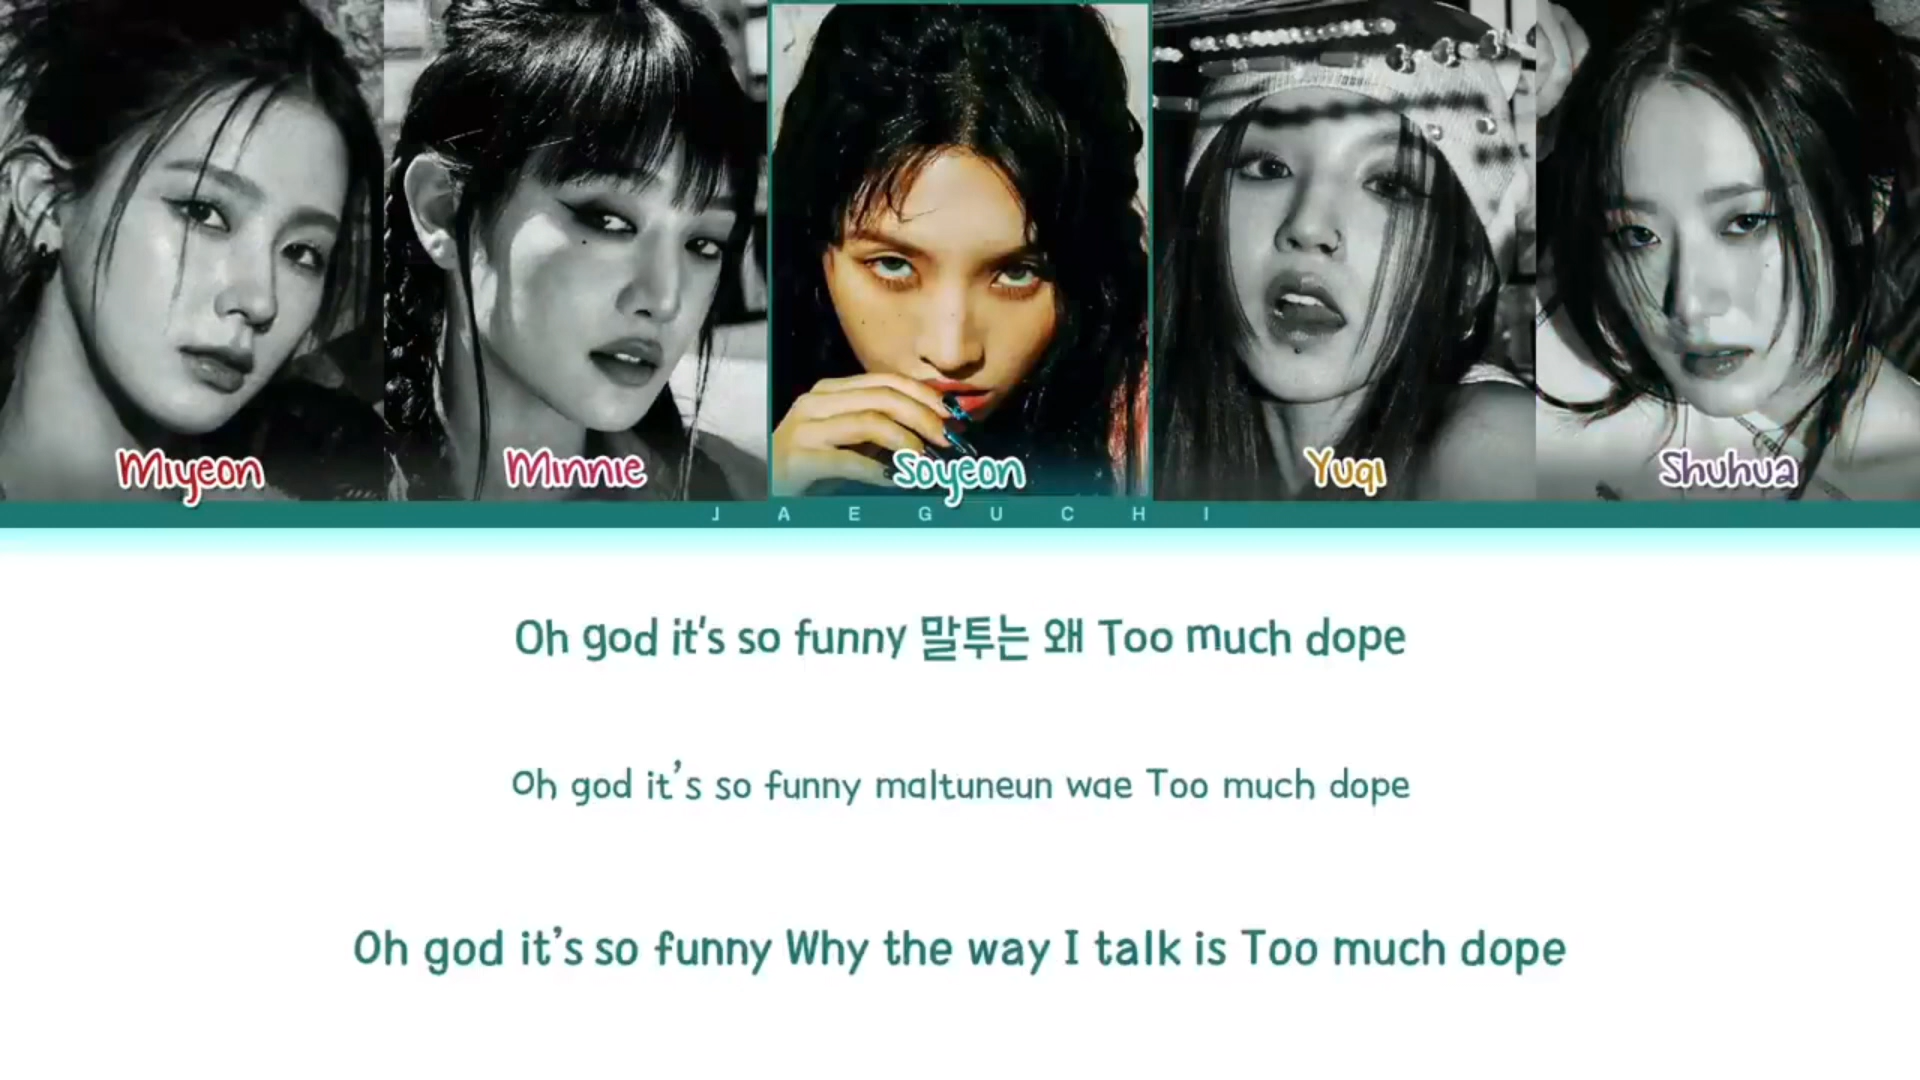 Miyeon Minnie Soyeon Yuqi Shuhua
JAEGUCHI
Oh god it's so funny 말투는 왜 Too much dope
Oh god it's so funny maltuneun wae Too much dope
Oh god it's so funny Why the way I talk is Too much dope